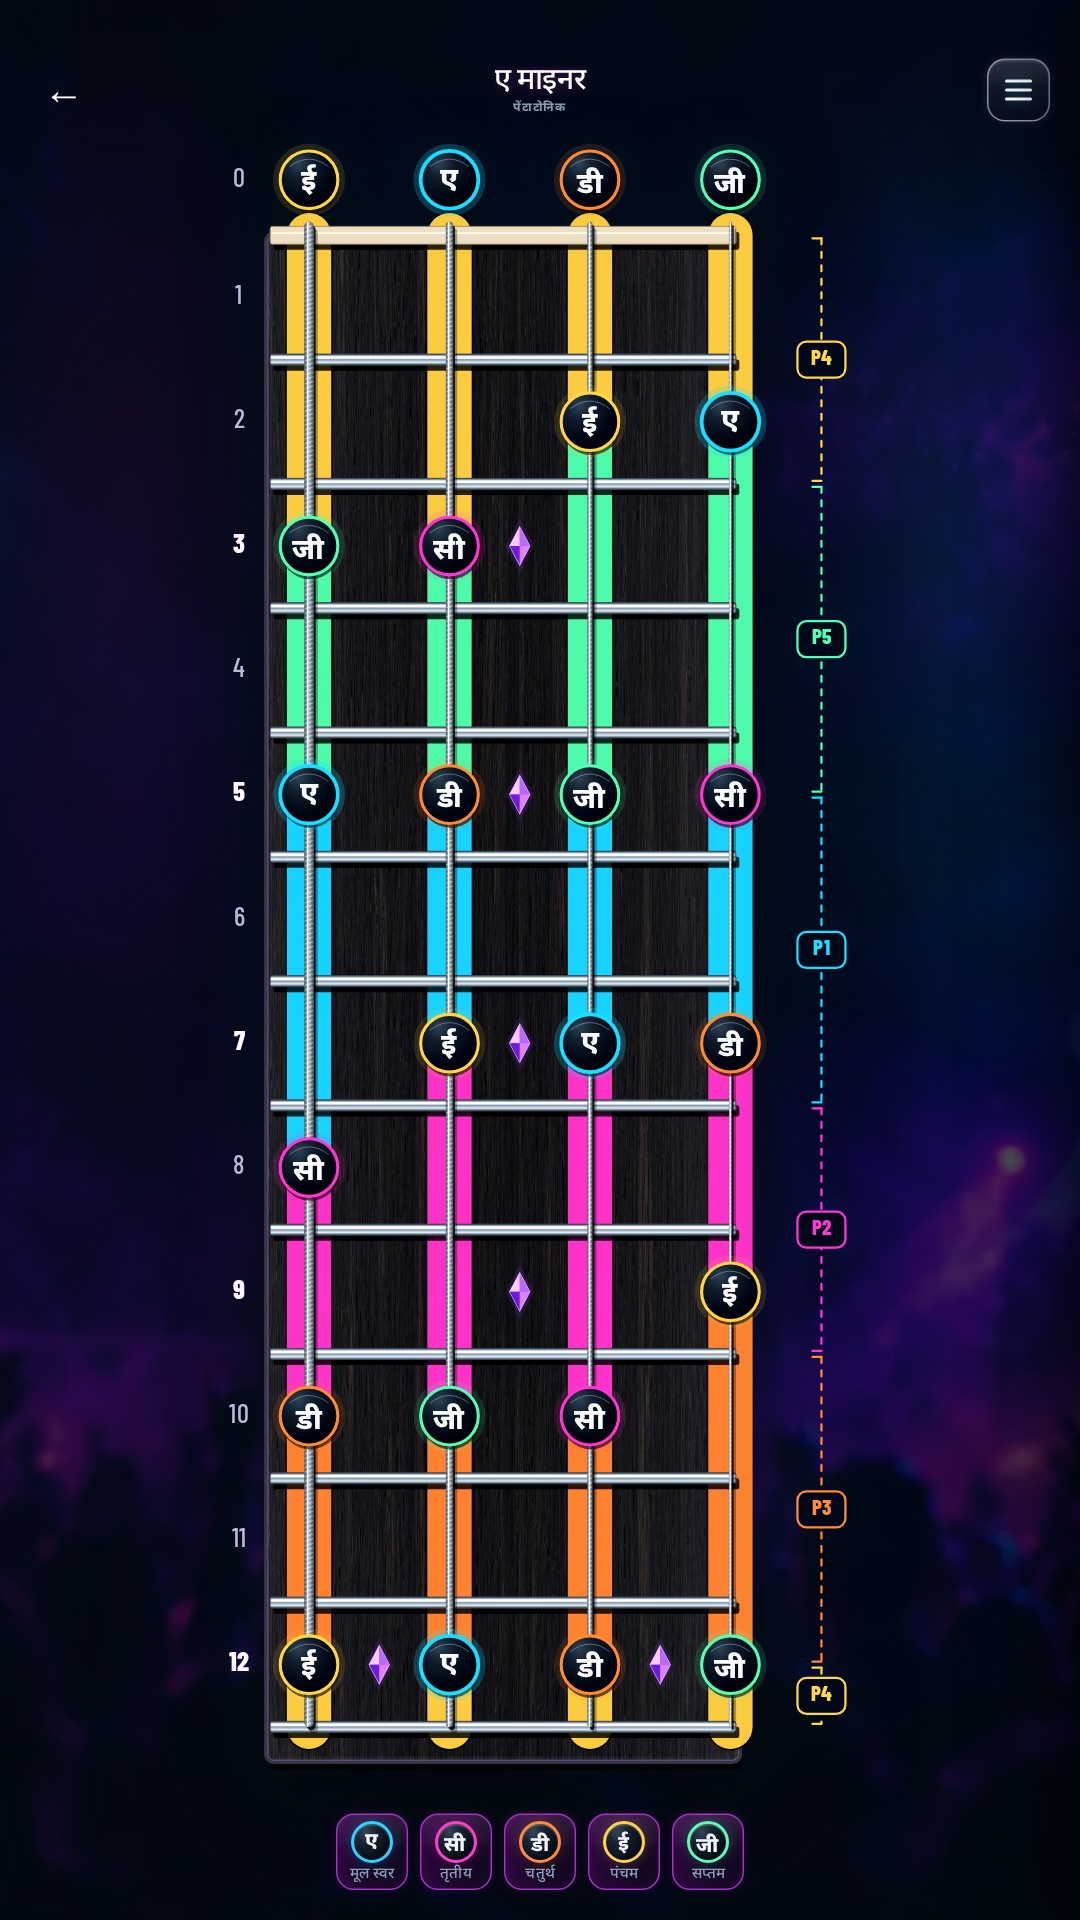 ←
ए माइनर
पेंटाटोनिक
0 ई ए डी जी
1
P4
2 ई ए
3 जी सी
P5
4
5 ए डी जी सी
6
P1
7 ई ए डी
8 सी
P2
9 ई
10 डी जी सी
P3
11
12 ई ए डी जी
P4
ए सी डी ई जी
मूल स्वर तृतीय चतुर्थ पंचम सप्तम